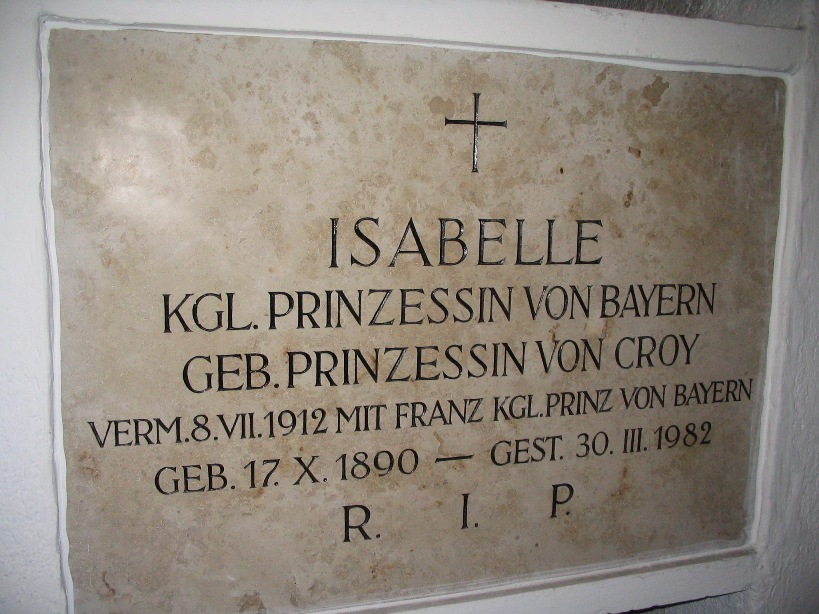 ISABELLE
KGL. PRINZESSIN VON BAYERN
GEB. PRINZESSIN VON CROY
VERM. 8. VII. 1912 MIT FRANZ KGL. PRINZ VON BAYERN
GEB. 17. X. 1890 — GEST. 30. III. 1982
R. I. P.